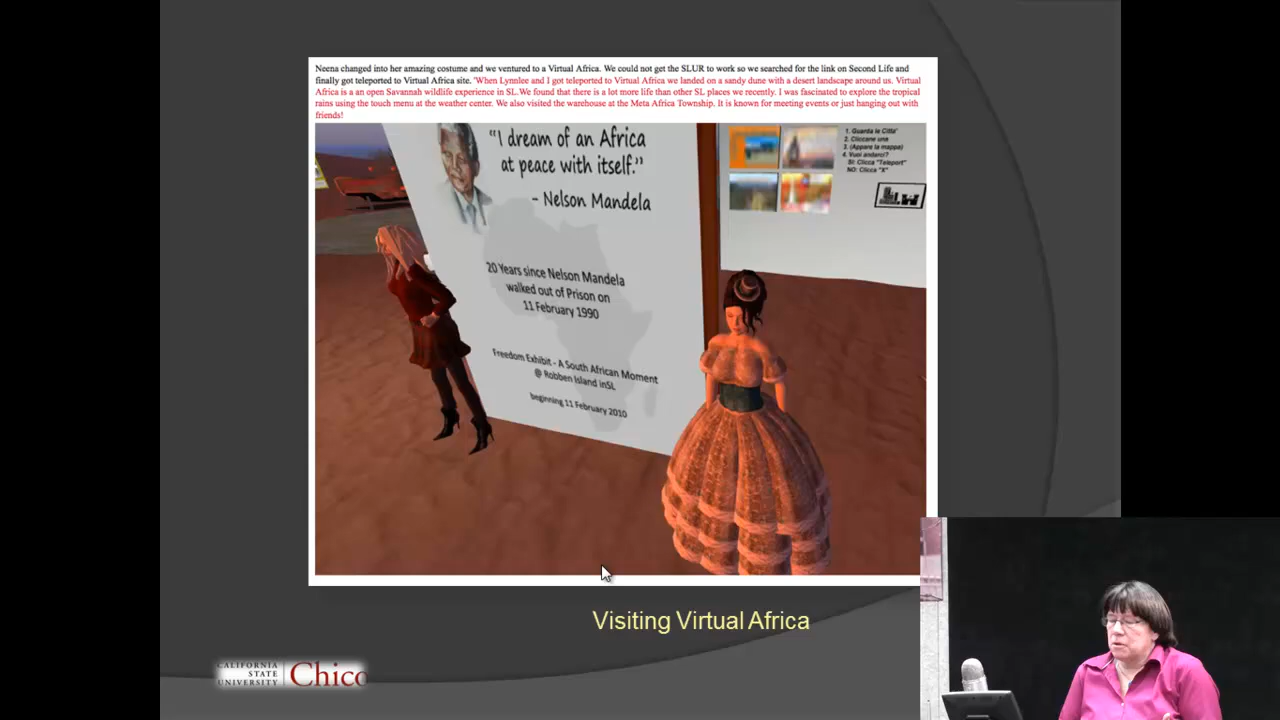 Neena changed into her amazing costume and we ventured to a Virtual Africa. We could not get the SLUR to work so we searched for the link on Second Life and
finally got teleported to Virtual Africa site. "When Lynnlee and I got teleported to Virtual Africa we landed on a sandy dune with a desert landscape around us. Virtual
Africa is an open Savannah wildlife experience in SL.We found that there is a lot more life than other SL places we recently. I was fascinated to explore the tropical
rains using the touch menu at the weather center. We also visited the warehouse at the Meta Africa Township. It is known for meeting events or just hanging out with
friends!
"I dream of an Africa
at peace with itself."
- Nelson Mandela
20 Years since Nelson Mandela
walked out of Prison on
11 February 1990
Freedom Exhibit - A South African Moment
@ Robben Island inSL
beginning 11 February 2010
1. Guarda le Citta'
2. Cliccane una
3. (Appare la mappa)
4. Vuoi andarci?
SI: Clicca "Teleport"
NO: Clicca "X"
Visiting Virtual Africa
CALIFORNIA
STATE
UNIVERSITY
Chico